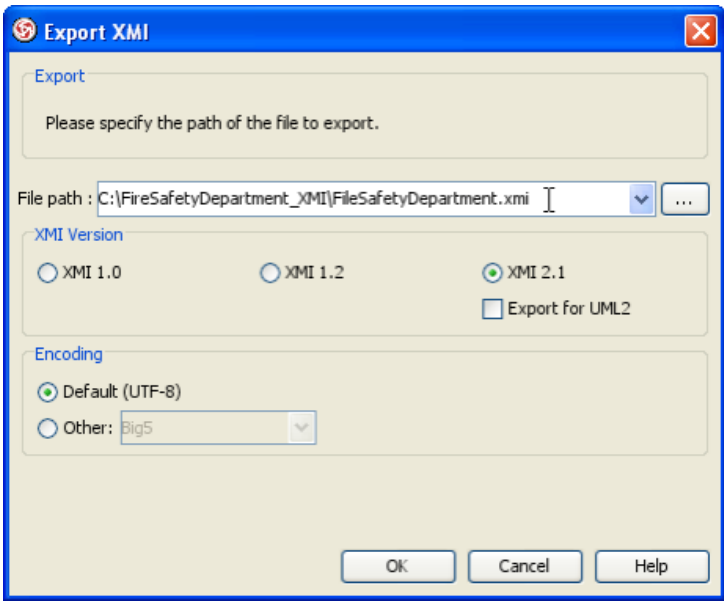 Export XMI
Export
Please specify the path of the file to export.
File path : C:\FireSafetyDepartment_XMI\FileSafetyDepartment.xmi ...
XMI Version
XMI 1.0 XMI 1.2 XMI 2.1
Export for UML2
Encoding
Default (UTF-8)
Other: Big5
OK Cancel Help